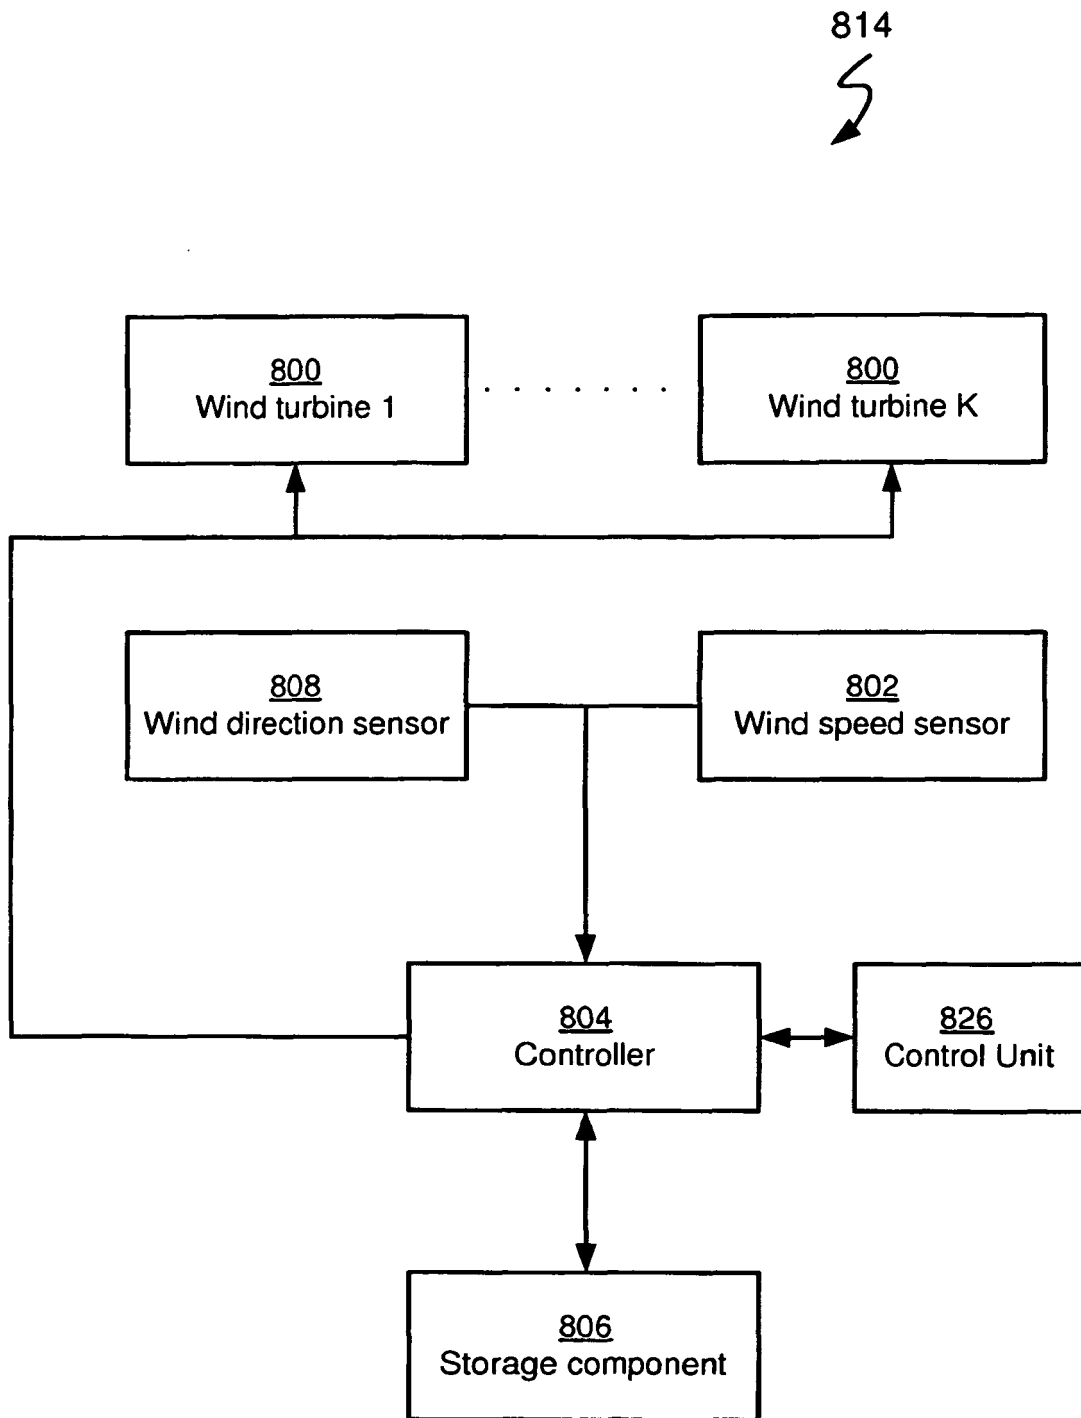 814
800
Wind turbine 1
. . . . . . .
800
Wind turbine K
808
Wind direction sensor
802
Wind speed sensor
804
Controller
826
Control Unit
806
Storage component